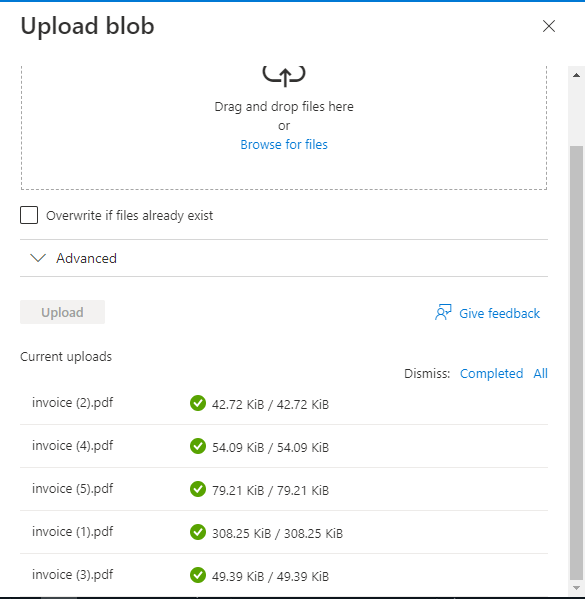 Upload blob
Drag and drop files here
or
Browse for files
Overwrite if files already exist
Advanced
Upload
Give feedback
Current uploads
Dismiss: Completed All
invoice (2).pdf 42.72 KiB / 42.72 KiB
invoice (4).pdf 54.09 KiB / 54.09 KiB
invoice (5).pdf 79.21 KiB / 79.21 KiB
invoice (1).pdf 308.25 KiB / 308.25 KiB
invoice (3).pdf 49.39 KiB / 49.39 KiB